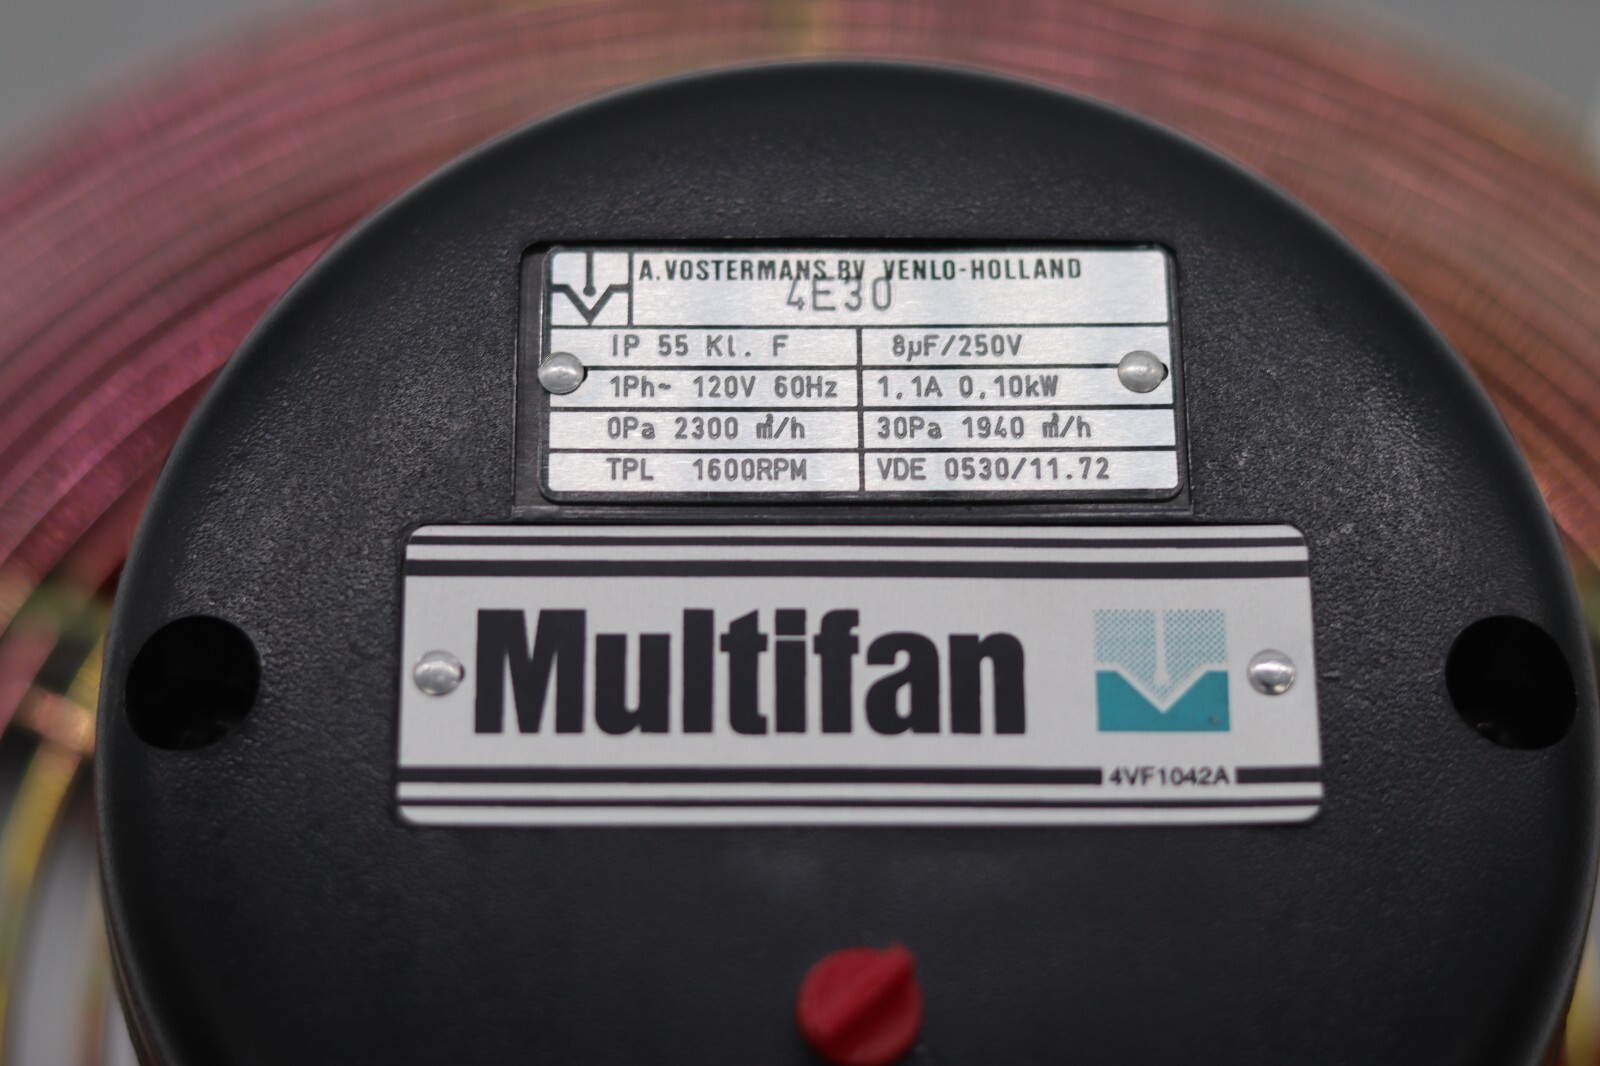 A.VOSTERMANS BV VENLO-HOLLAND
4E30
IP 55 Kl. F 8µF/250V
1Ph~ 120V 60Hz 1,1A 0,10kW
0Pa 2300 m³/h 30Pa 1940 m³/h
TPL 1600RPM VDE 0530/11.72
Multifan
4VF1042A